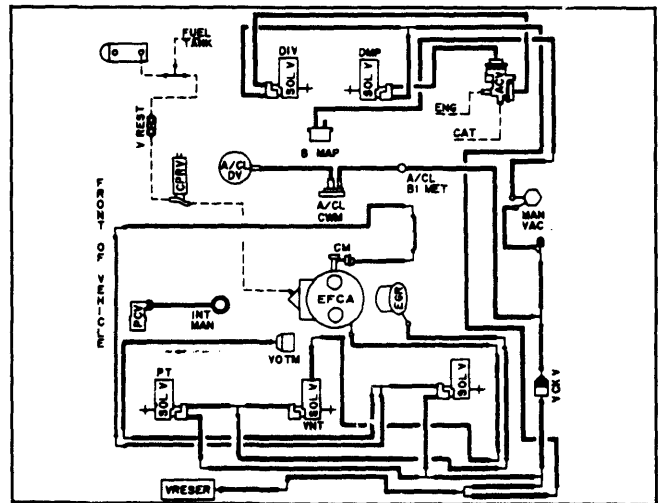 FUEL
TANK
DIV
DMP
SOL V
SOL V
ACV
ENG
CAT
V REST
B MAP
CPRV
A/CL
DV
A/CL
CWM
A/CL
BI MET
MAN
VAC
FRONT OF VEHICLE
CM
EFCA
EGR
PCV
INT
MAN
VOTM
PT
SOL V
SOL V
VNT
SOL V
VCKV
VRESER